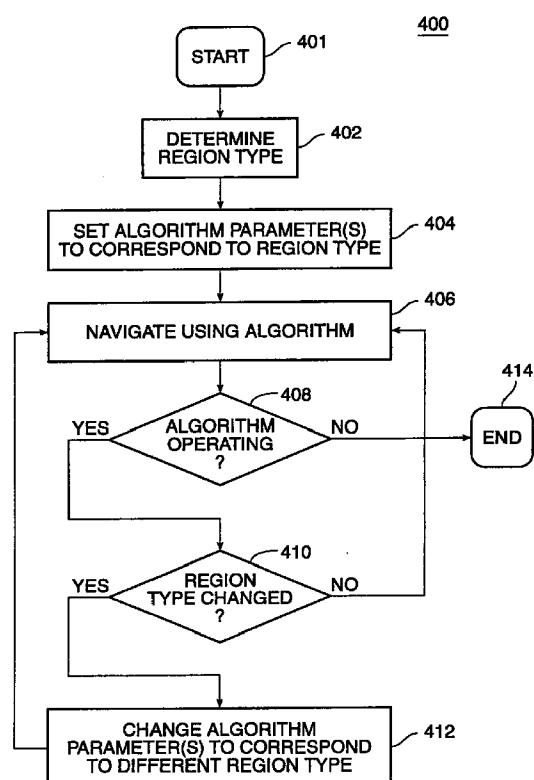 400
START
401
DETERMINE
REGION TYPE
402
SET ALGORITHM PARAMETER(S)
TO CORRESPOND TO REGION TYPE
404
NAVIGATE USING ALGORITHM
406
408
ALGORITHM
OPERATING
?
YES
NO
414
END
410
REGION
TYPE CHANGED
?
YES
NO
CHANGE ALGORITHM
PARAMETER(S) TO CORRESPOND
TO DIFFERENT REGION TYPE
412